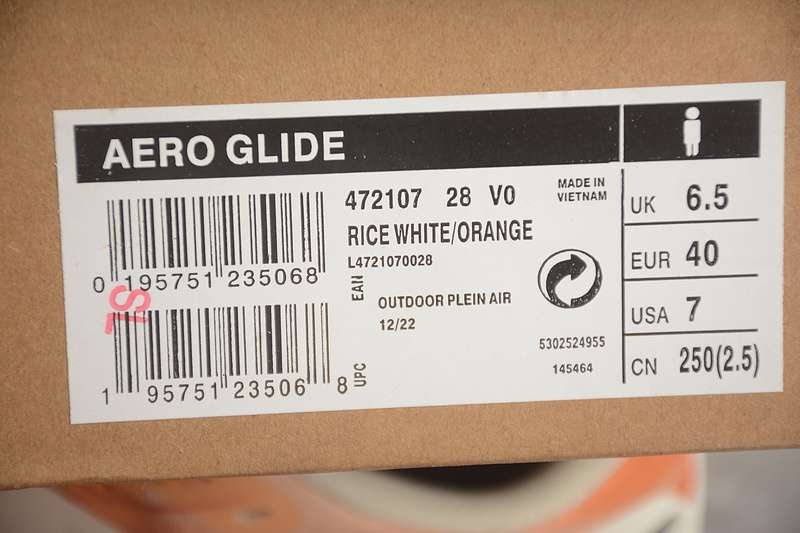 AERO GLIDE
472107 28 V0
MADE IN
VIETNAM
RICE WHITE/ORANGE
L4721070028
0 195751 235068
EAN
OUTDOOR PLEIN AIR
12/22
SL
1 95751 23506 8
UPC
5302524955
145464
UK 6.5
EUR 40
USA 7
CN 250(2.5)